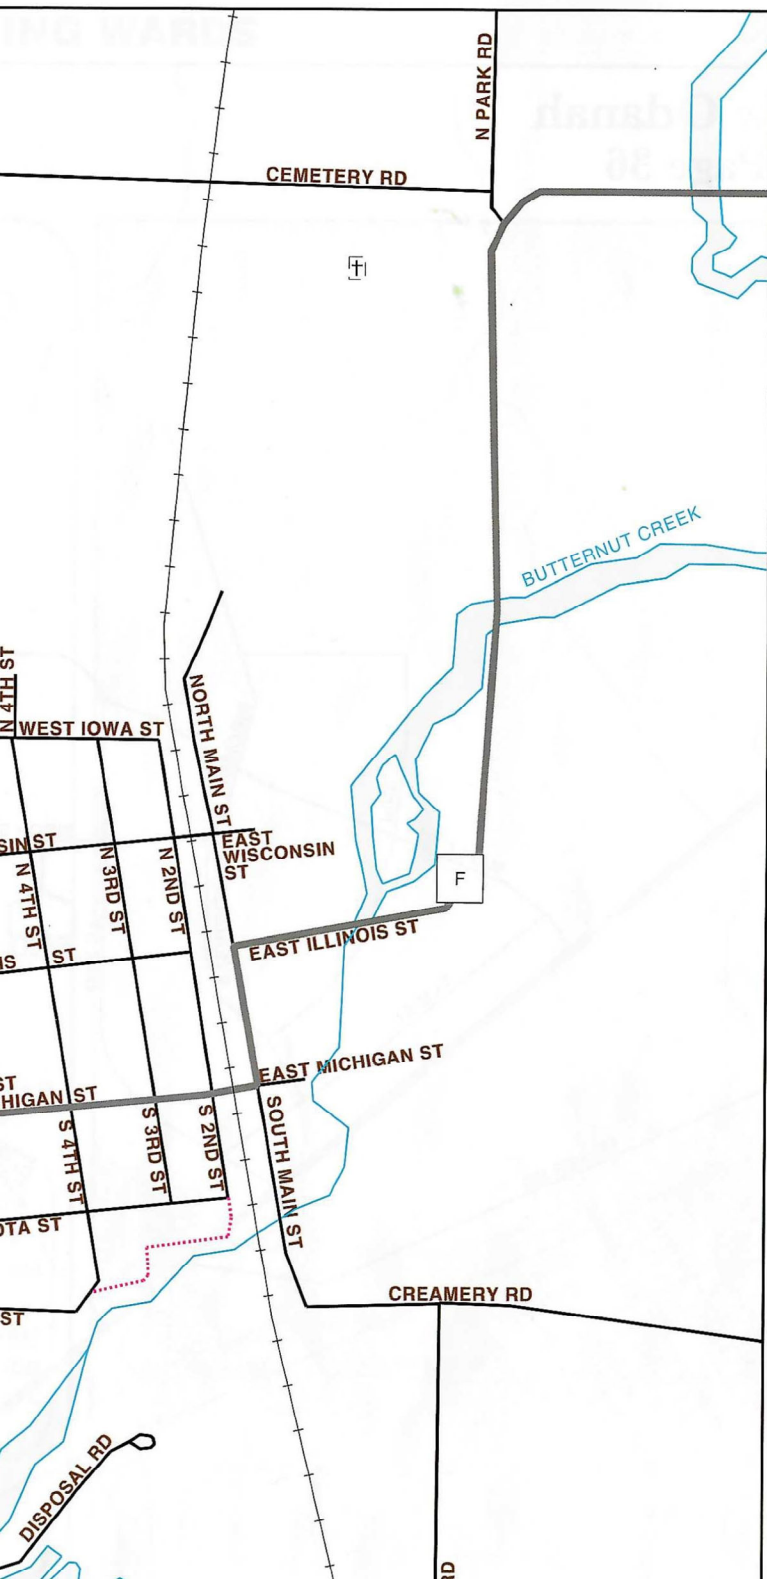 N PARK RD
CEMETERY RD
BUTTERNUT CREEK
N 4TH ST
WEST IOWA ST
NORTH MAIN ST
SIN ST
EAST
WISCONSIN
ST
N 4TH ST
N 3RD ST
N 2ND ST
F
IS ST
EAST ILLINOIS ST
ST
HIGAN ST
EAST MICHIGAN ST
S 4TH ST
S 3RD ST
S 2ND ST
SOUTH MAIN ST
OTA ST
CREAMERY RD
ST
DISPOSAL RD
RD